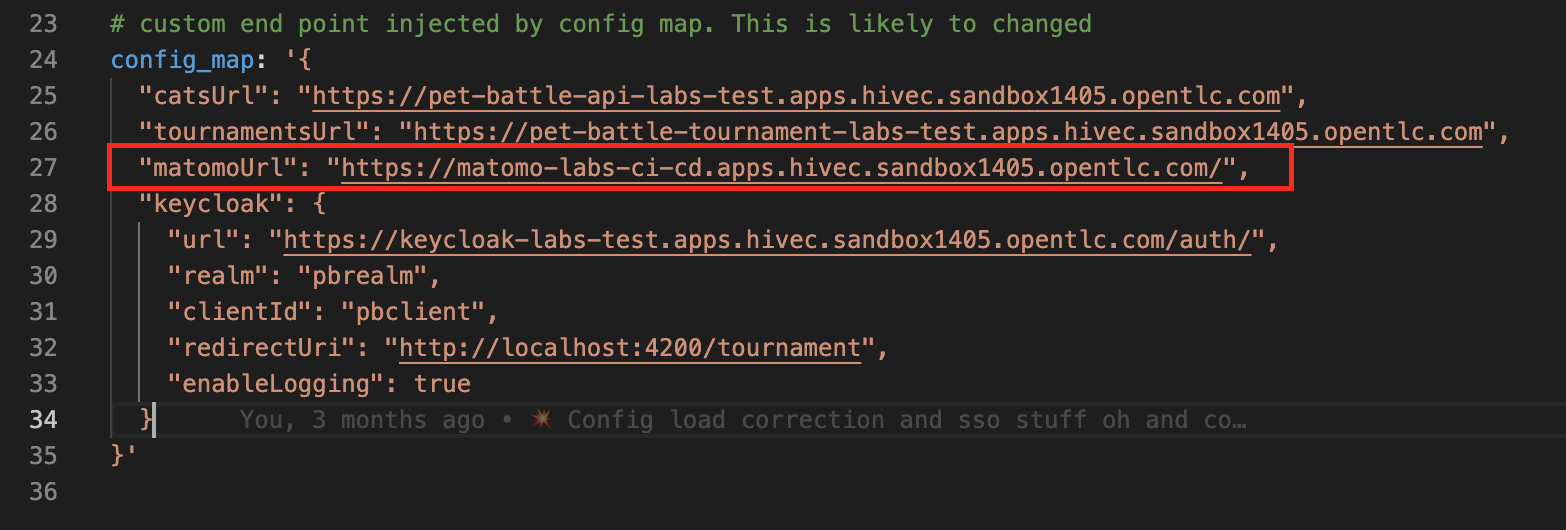 23 # custom end point injected by config map. This is likely to changed
24 config_map: '{
25 "catsUrl": "https://pet-battle-api-labs-test.apps.hivec.sandbox1405.opentlc.com",
26 "tournamentsUrl": "https://pet-battle-tournament-labs-test.apps.hivec.sandbox1405.opentlc.com",
27 "matomoUrl": "https://matomo-labs-ci-cd.apps.hivec.sandbox1405.opentlc.com/",
28 "keycloak": {
29 "url": "https://keycloak-labs-test.apps.hivec.sandbox1405.opentlc.com/auth/",
30 "realm": "pbrealm",
31 "clientId": "pbclient",
32 "redirectUri": "http://localhost:4200/tournament",
33 "enableLogging": true
34 } You, 3 months ago • 💥 Config load correction and sso stuff oh and co…
35 }'
36